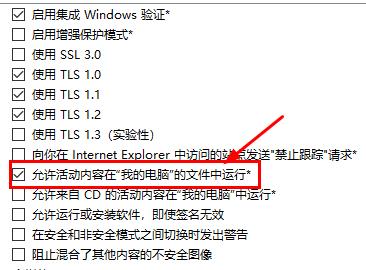 启用集成 Windows 验证*
启用增强保护模式*
使用 SSL 3.0
使用 TLS 1.0
使用 TLS 1.1
使用 TLS 1.2
使用 TLS 1.3（实验性）
向你在 Internet Explorer 中访问的站点发送"禁止跟踪"请求*
允许活动内容在"我的电脑"的文件中运行*
允许来自 CD 的活动内容在"我的电脑"中运行*
允许运行或安装软件，即使签名无效
在安全和非安全模式之间切换时发出警告
阻止混合了其他内容的不安全图像